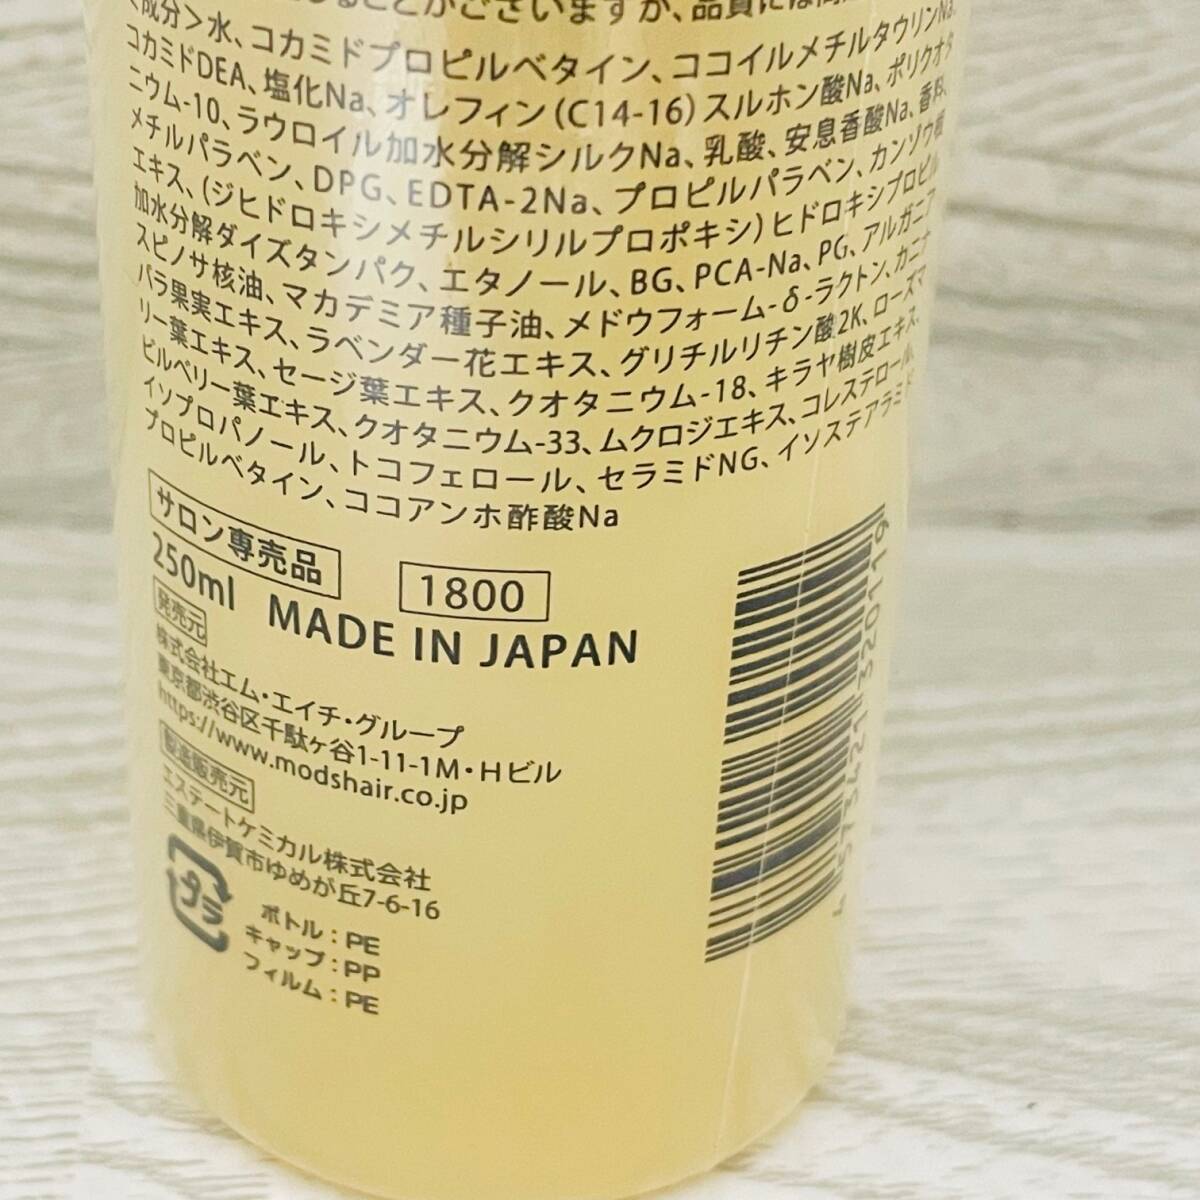 ことがございますが、品質には
＜成分＞水、コカミドプロピルベタイン、ココイルメチルタウリンNa、
コカミドDEA、塩化Na、オレフィン(C14-16)スルホン酸Na、ポリクオタ
ニウム-10、ラウロイル加水分解シルクNa、乳酸、安息香酸Na、香料、
メチルパラベン、DPG、EDTA-2Na、プロピルパラベン、カンゾウ根
エキス、(ジヒドロキシメチルシリルプロポキシ)ヒドロキシプロピル
加水分解ダイズタンパク、エタノール、BG、PCA-Na、PG、アルガニア
スピノサ核油、マカデミア種子油、メドウフォーム-δ-ラクトン、カニナ
バラ果実エキス、ラベンダー花エキス、グリチルリチン酸2K、ローズマ
リー葉エキス、セージ葉エキス、クオタニウム-18、キラヤ樹皮エキス、
ビルベリー葉エキス、クオタニウム-33、ムクロジエキス、コレステロール、
イソプロパノール、トコフェロール、セラミドNG、イソステアラミド
プロピルベタイン、ココアンホ酢酸Na
サロン専売品 1800
250ml MADE IN JAPAN
発売元
株式会社エム・エイチ・グループ
東京都渋谷区千駄ヶ谷1-11-1M・Hビル
https://www.modshair.co.jp
製造販売元
エステートケミカル株式会社
三重県伊賀市ゆめが丘7-6-16
プラ
ボトル：PE
キャップ：PP
フィルム：PE